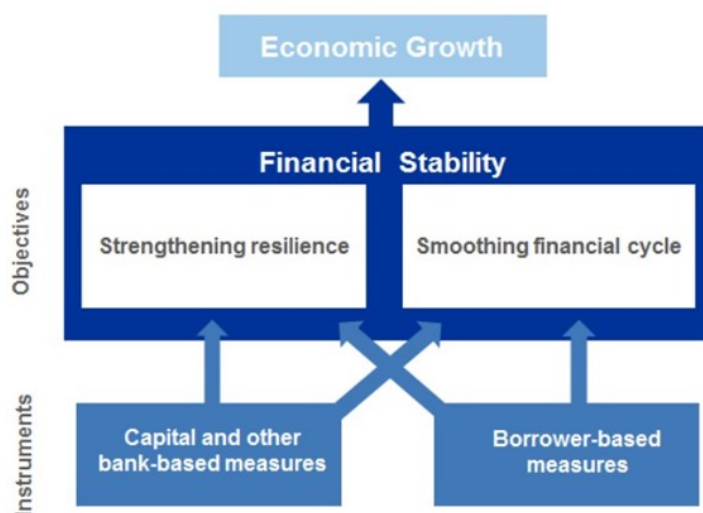 Economic Growth
Financial Stability
Objectives
Strengthening resilience
Smoothing financial cycle
Instruments
Capital and other
bank-based measures
Borrower-based
measures